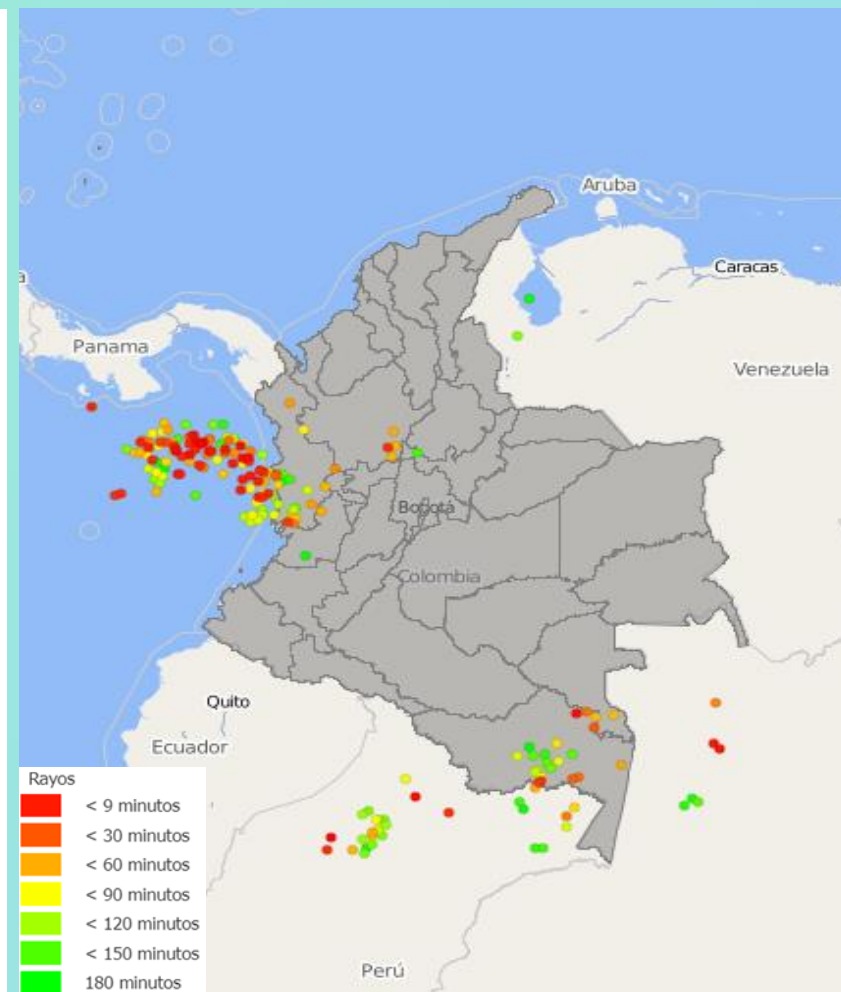 Aruba
Caracas
a
Panama
Venezuela
Bogotá
Colombia
Quito
Ecuador
Rayos
< 9 minutos
< 30 minutos
< 60 minutos
< 90 minutos
< 120 minutos
< 150 minutos
180 minutos
Perú